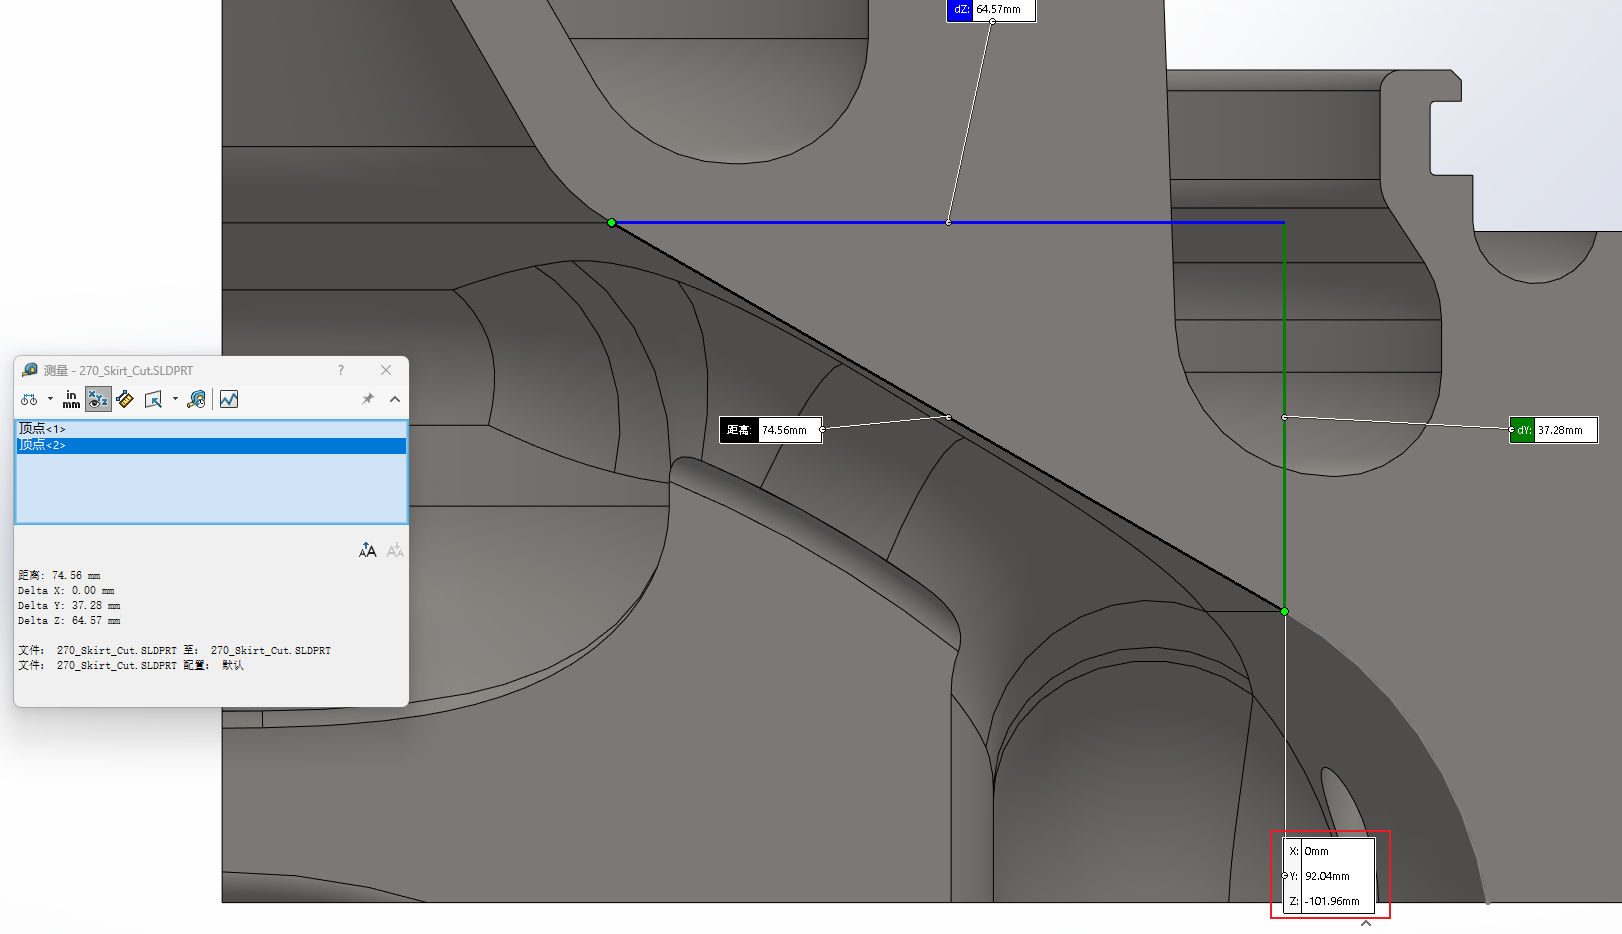 dZ: 64.57mm
测量 - 270_Skirt_Cut.SLDPRT
?
in
mm
顶点<1>
顶点<2>
距离: 74.56mm
dY: 37.28mm
距离: 74.56 mm
Delta X: 0.00 mm
Delta Y: 37.28 mm
Delta Z: 64.57 mm
文件: 270_Skirt_Cut.SLDPRT 至: 270_Skirt_Cut.SLDPRT
文件: 270_Skirt_Cut.SLDPRT 配置: 默认
X: 0mm
Y: 92.04mm
Z: -101.96mm